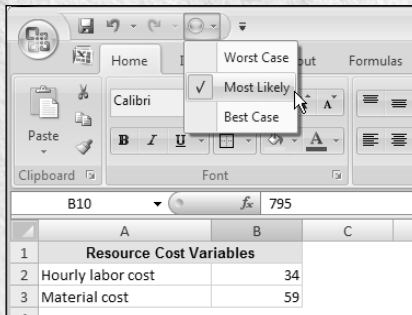 Worst Case
Home I out Formulas
Most Likely
Calibri A
Best Case
Paste B I U A
Clipboard Font
B10 fx 795
A B C
1 Resource Cost Variables
2 Hourly labor cost 34
3 Material cost 59